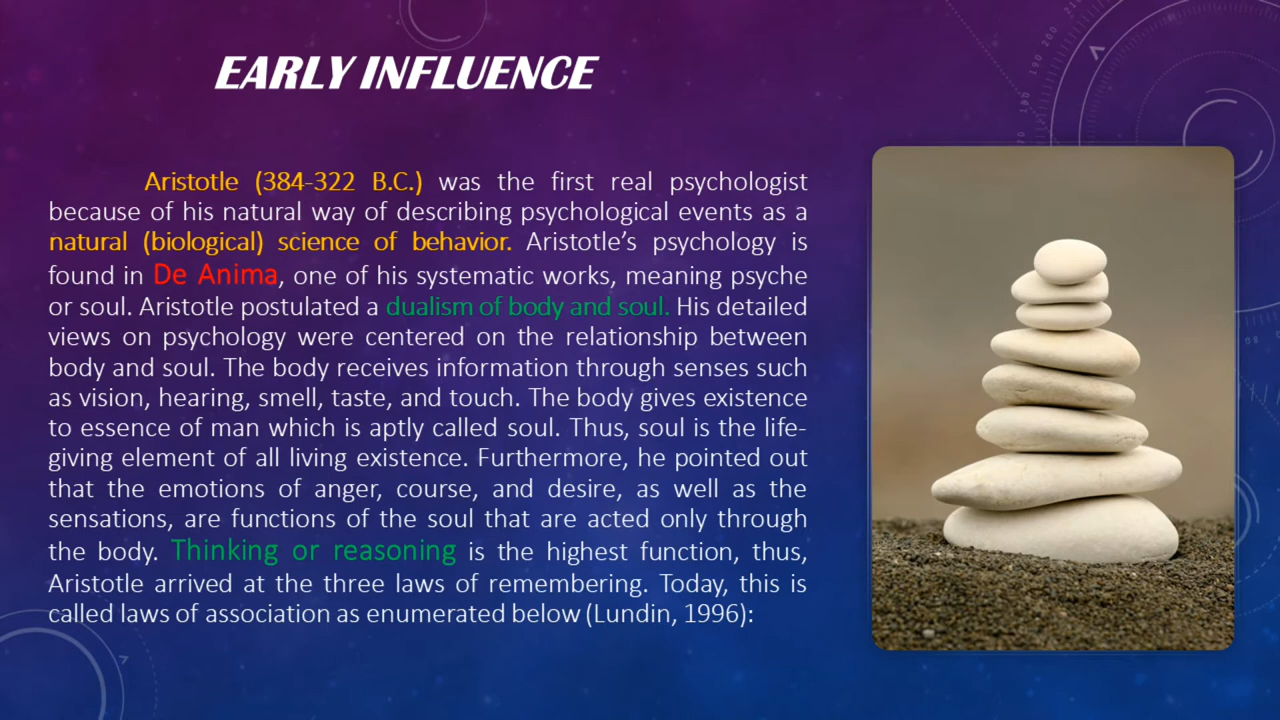 EARLY INFLUENCE
Aristotle (384-322 B.C.) was the first real psychologist
because of his natural way of describing psychological events as a
natural (biological) science of behavior. Aristotle's psychology is
found in De Anima, one of his systematic works, meaning psyche
or soul. Aristotle postulated a dualism of body and soul. His detailed
views on psychology were centered on the relationship between
body and soul. The body receives information through senses such
as vision, hearing, smell, taste, and touch. The body gives existence
to essence of man which is aptly called soul. Thus, soul is the life-
giving element of all living existence. Furthermore, he pointed out
that the emotions of anger, course, and desire, as well as the
sensations, are functions of the soul that are acted only through
the body. Thinking or reasoning is the highest function, thus,
Aristotle arrived at the three laws of remembering. Today, this is
called laws of association as enumerated below (Lundin, 1996):
200
190